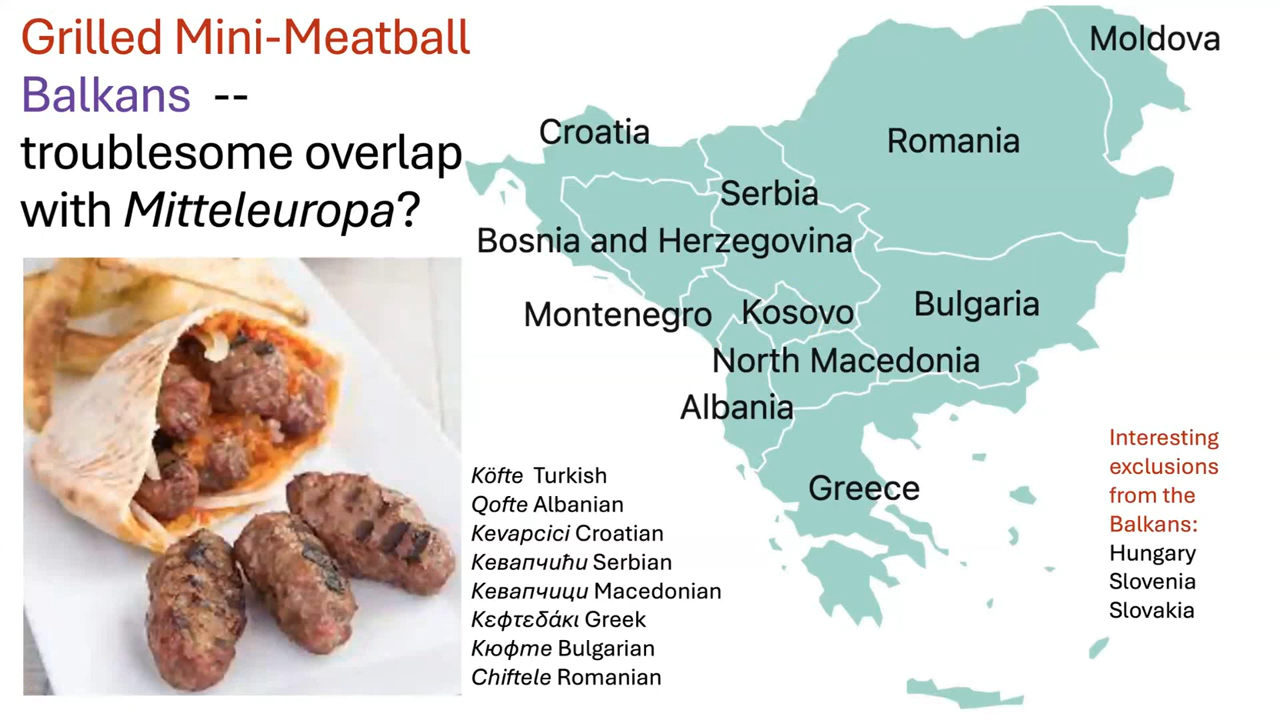 Grilled Mini-Meatball
Balkans --
troublesome overlap
with Mitteleuropa?
Moldova
Croatia
Romania
Serbia
Bosnia and Herzegovina
Montenegro
Kosovo
Bulgaria
North Macedonia
Albania
Greece
Köfte Turkish
Qofte Albanian
Kevapcici Croatian
Кевапчићи Serbian
Кевапчици Macedonian
Κεφτεδάκι Greek
Кюфте Bulgarian
Chiftele Romanian
Interesting
exclusions
from the
Balkans:
Hungary
Slovenia
Slovakia